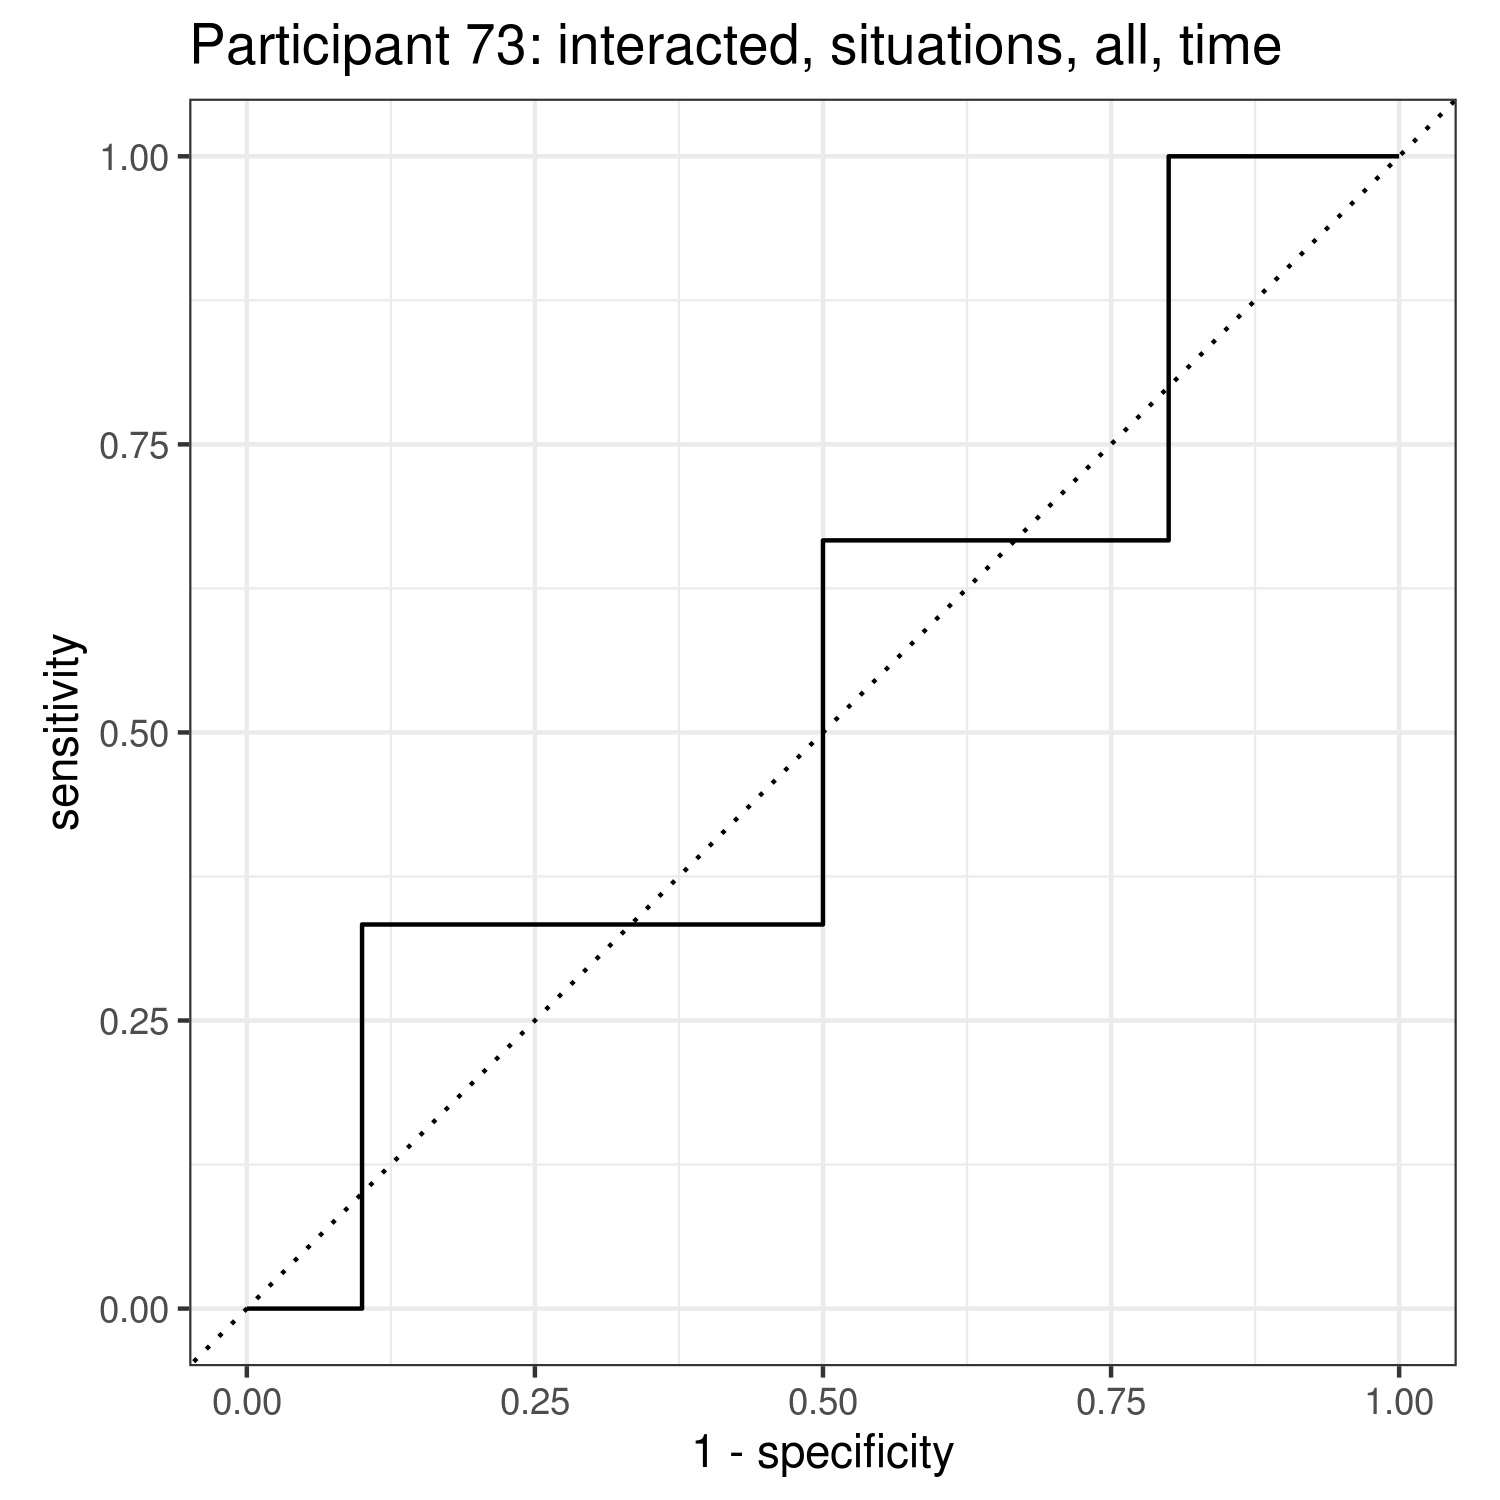 Participant 73: interacted, situations, all, time
1.00
0.75
0.50
0.25
0.00
sensitivity
0.00 0.25 0.50 0.75 1.00
1 - specificity